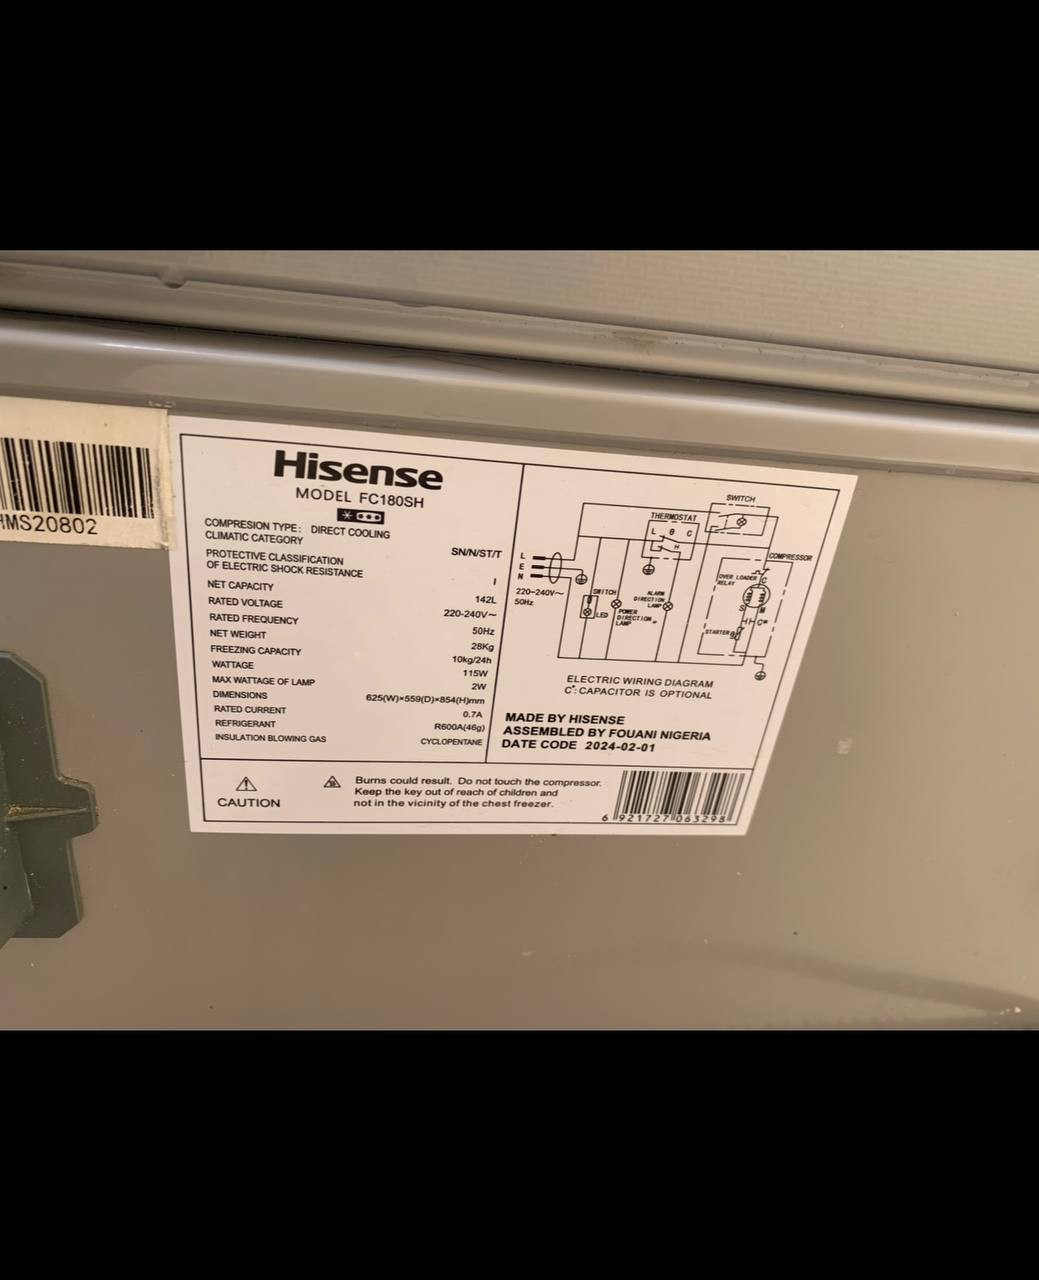 HMS20802
Hisense
MODEL FC180SH
COMPRESION TYPE: DIRECT COOLING
CLIMATIC CATEGORY SN/N/ST/T
PROTECTIVE CLASSIFICATION
OF ELECTRIC SHOCK RESISTANCE I
NET CAPACITY 142L
RATED VOLTAGE 220-240V~
RATED FREQUENCY 50Hz
NET WEIGHT 28Kg
FREEZING CAPACITY 10kg/24h
WATTAGE 115W
MAX WATTAGE OF LAMP 2W
DIMENSIONS 625(W)×559(D)×854(H)mm
RATED CURRENT 0.7A
REFRIGERANT R600A(46g)
INSULATION BLOWING GAS CYCLOPENTANE
SWITCH
THERMOSTAT
L θ C
H
COMPRESSOR
L
E
N
220-240V~
50Hz
SWITCH
LED
POWER
DIRECTION
LAMP
ALARM
DIRECTION
LAMP
OVER LOADER
RELAY
C
S M
C*
STARTER
θ
ELECTRIC WIRING DIAGRAM
C*: CAPACITOR IS OPTIONAL
MADE BY HISENSE
ASSEMBLED BY FOUANI NIGERIA
DATE CODE 2024-02-01
CAUTION
Burns could result. Do not touch the compressor.
Keep the key out of reach of children and
not in the vicinity of the chest freezer.
6 921727 063298